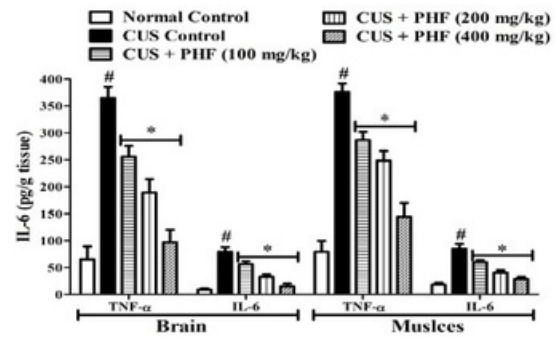 Normal Control
CUS Control
CUS + PHF (100 mg/kg)
CUS + PHF (200 mg/kg)
CUS + PHF (400 mg/kg)
IL-6 (pg/g tissue)
400
350
300
250
200
150
100
50
0
# * # * # * # *
TNF-α IL-6 TNF-α IL-6
Brain Muslces